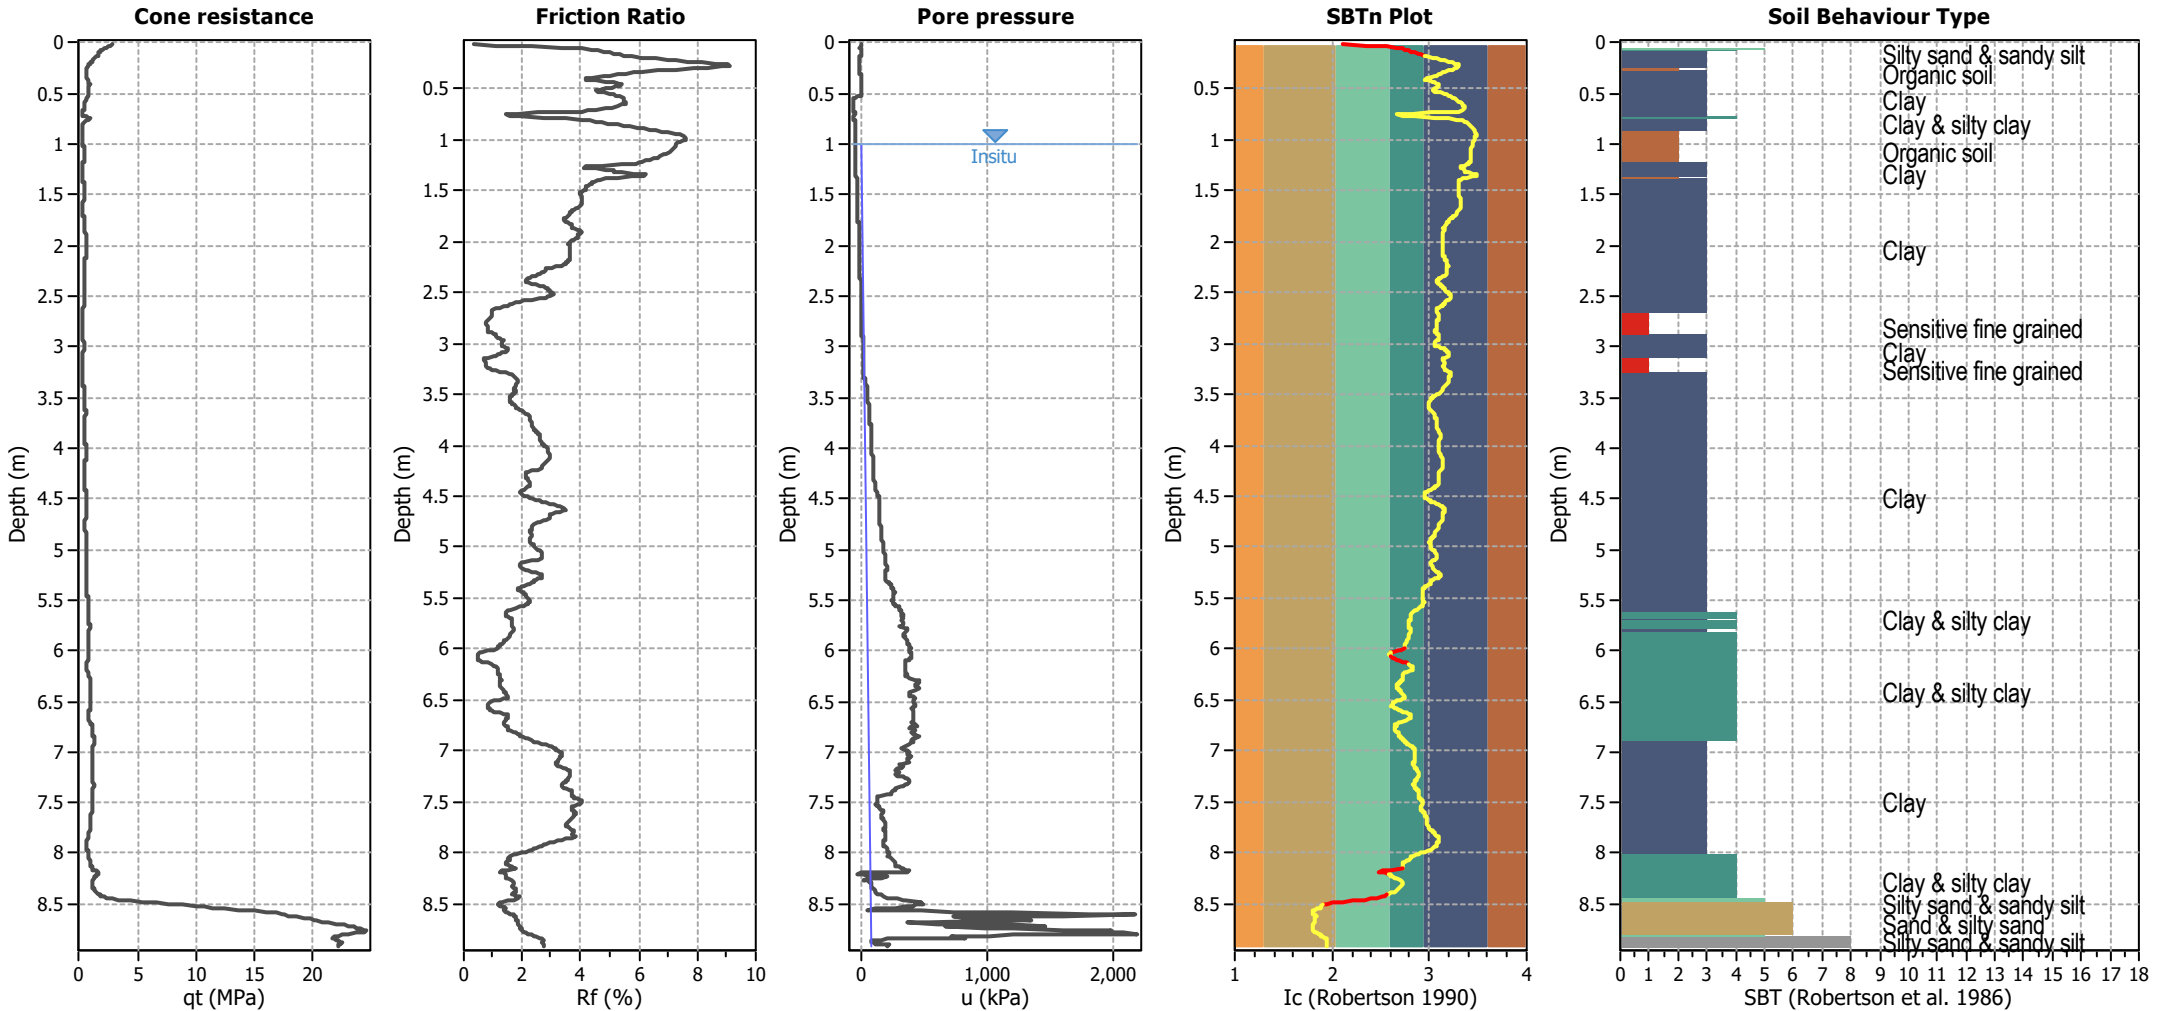 Cone resistance
0
0.5
1
1.5
2
2.5
3
3.5
4
4.5
5
5.5
6
6.5
7
7.5
8
8.5
Depth (m)
0 5 10 15 20
qt (MPa)
Friction Ratio
0.5
1
1.5
2
2.5
3
3.5
4
4.5
5
5.5
6
6.5
7
7.5
8
8.5
Depth (m)
0 2 4 6 8 10
Rf (%)
Pore pressure
0
0.5
1
1.5
2
2.5
3
3.5
4
4.5
5
5.5
6
6.5
7
7.5
8
8.5
Depth (m)
Insitu
0 1,000 2,000
u (kPa)
SBTn Plot
0.5
1
1.5
2
2.5
3
3.5
4
4.5
5
5.5
6
6.5
7
7.5
8
8.5
Depth (m)
1 2 3 4
Ic (Robertson 1990)
Soil Behaviour Type
0
0.5
1
1.5
2
2.5
3
3.5
4
4.5
5
5.5
6
6.5
7
7.5
8
8.5
Depth (m)
Silty sand & sandy silt
Organic soil
Clay
Clay & silty clay
Organic soil
Clay
Clay
Sensitive fine grained
Clay
Sensitive fine grained
Clay
Clay & silty clay
Clay & silty clay
Clay
Clay & silty clay
Silty sand & sandy silt
Sand & silty sand
Silty sand & sandy silt
0 1 2 3 4 5 6 7 8 9 10 11 12 13 14 15 16 17 18
SBT (Robertson et al. 1986)